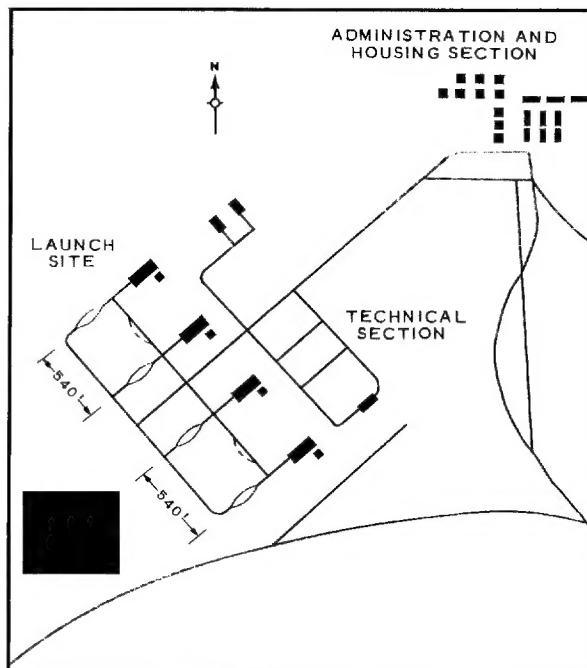 ADMINISTRATION AND
HOUSING SECTION
N
LAUNCH
SITE
TECHNICAL
SECTION
540'
540'